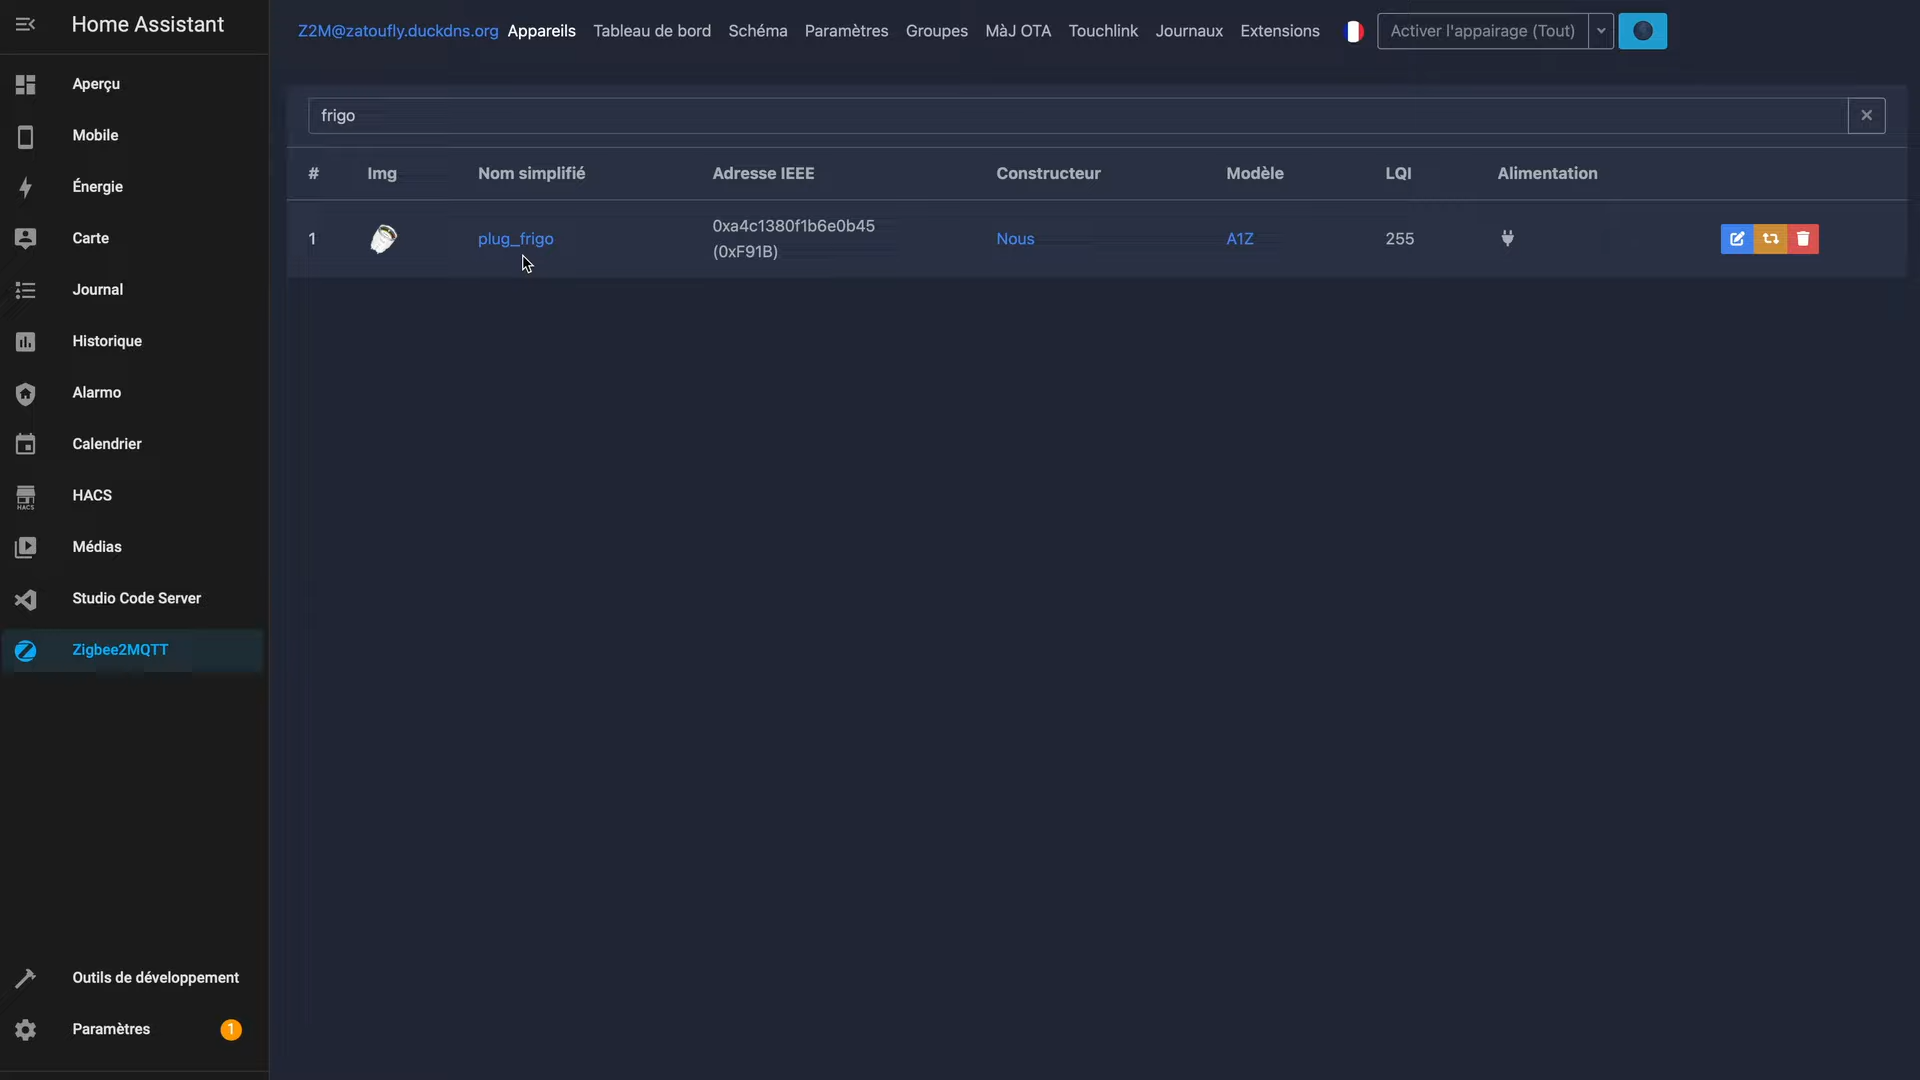 Home Assistant
Z2M@zatoufly.duckdns.org Appareils Tableau de bord Schéma Paramètres Groupes MàJ OTA Touchlink Journaux Extensions Activer l'appairage (Tout)
Aperçu
Mobile
Énergie
Carte
Journal
Historique
Alarmo
Calendrier
HACS
HACS
Médias
Studio Code Server
Zigbee2MQTT
Outils de développement
Paramètres 1
frigo
# Img Nom simplifié Adresse IEEE Constructeur Modèle LQI Alimentation
1 plug_frigo 0xa4c1380f1b6e0b45 Nous A1Z 255
(0xF91B)